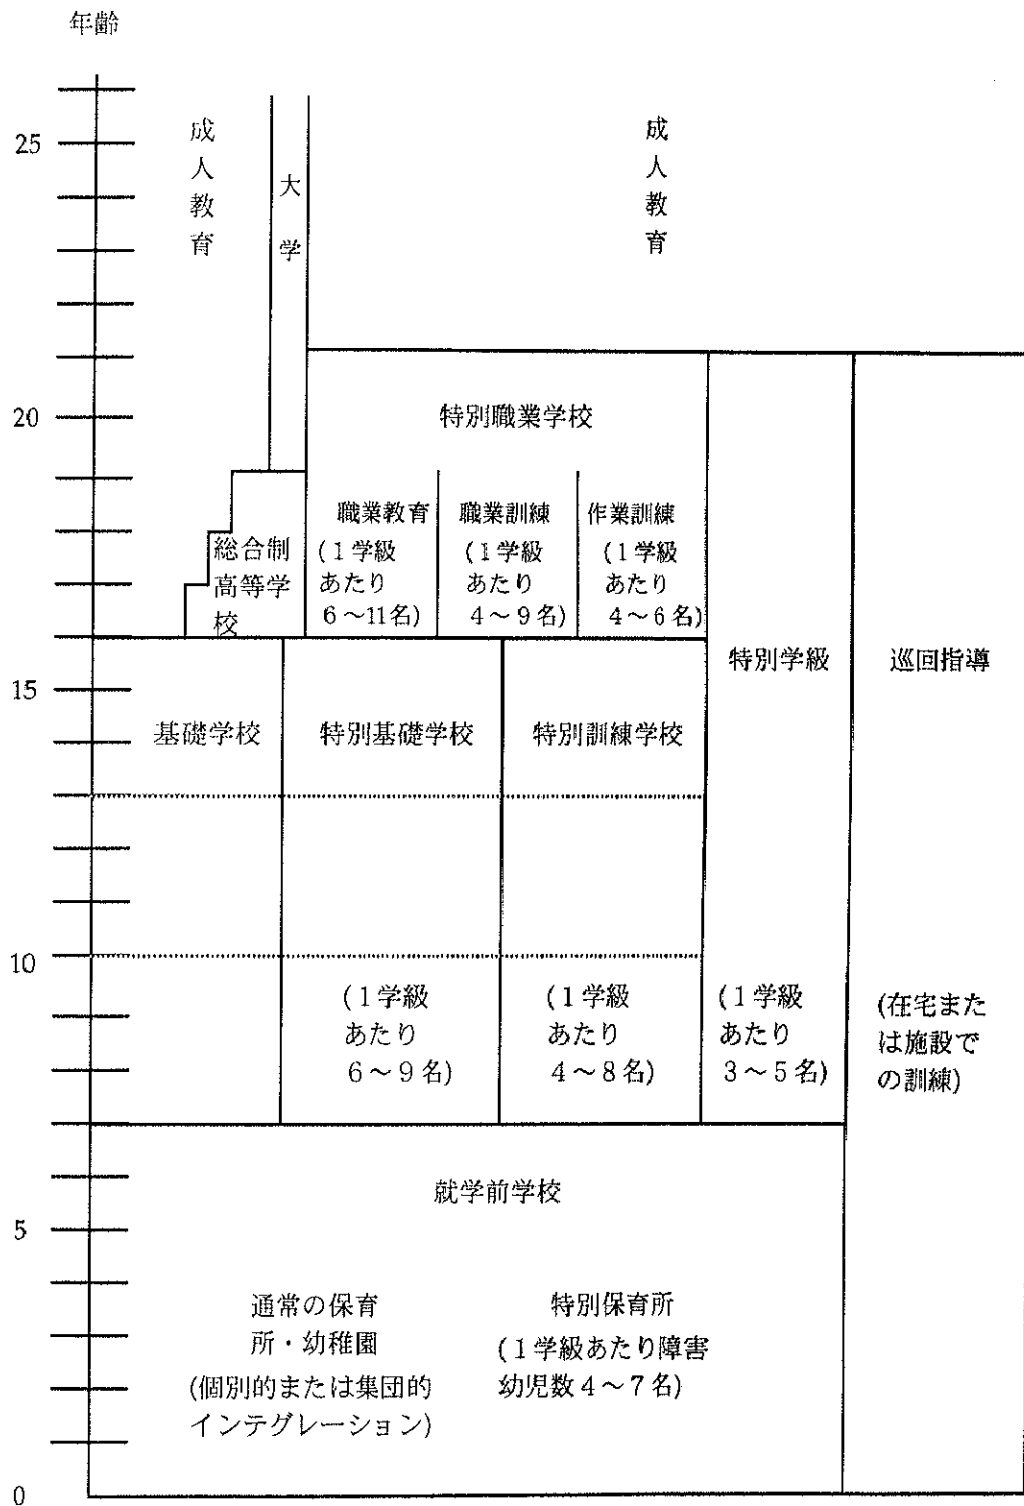 年齢
25
20
15
10
5
0
成人教育
大学
成人教育
特別職業学校
総合制
高等学
校
職業教育
(1学級
あたり
6〜11名)
職業訓練
(1学級
あたり
4〜9名)
作業訓練
(1学級
あたり
4〜6名)
特別学級
巡回指導
基礎学校
特別基礎学校
特別訓練学校
(1学級
あたり
6〜9名)
(1学級
あたり
4〜8名)
(1学級
あたり
3〜5名)
(在宅また
は施設で
の訓練)
就学前学校
通常の保育
所・幼稚園
(個別的または集団的
インテグレーション)
特別保育所
(1学級あたり障害
幼児数4〜7名)